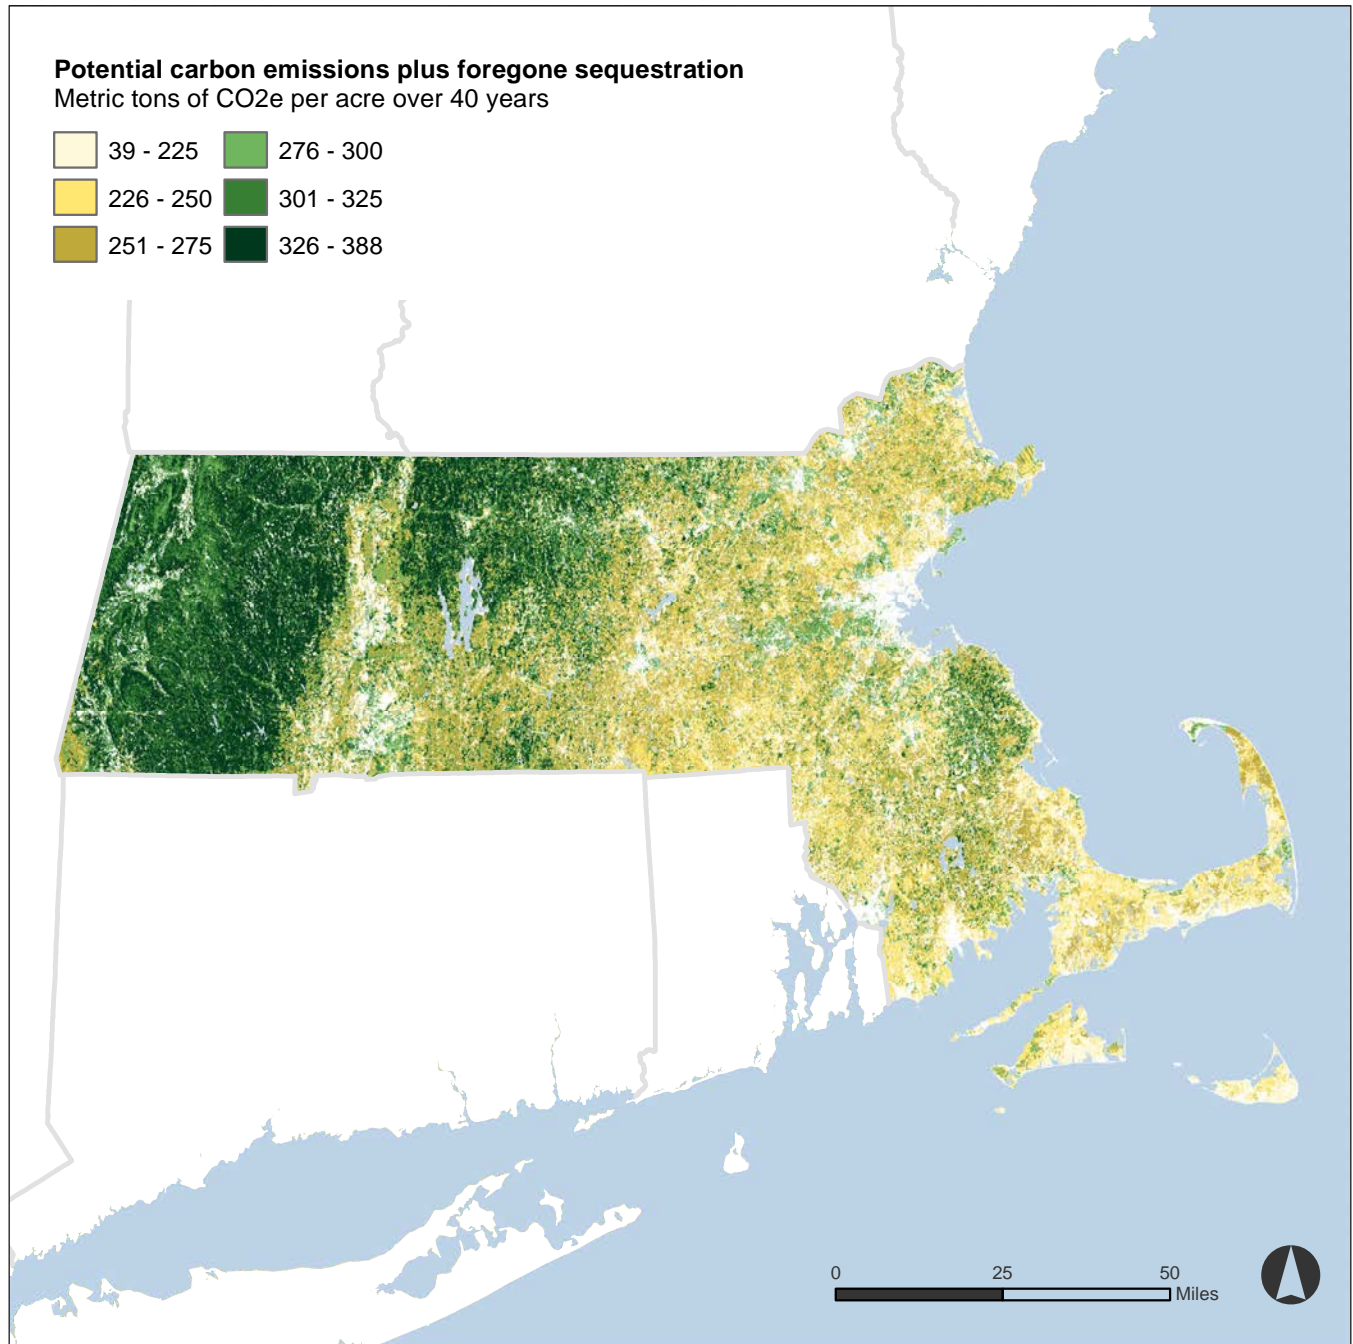 Potential carbon emissions plus foregone sequestration
Metric tons of CO2e per acre over 40 years
39 - 225
276 - 300
226 - 250
301 - 325
251 - 275
326 - 388
0
25
50
Miles